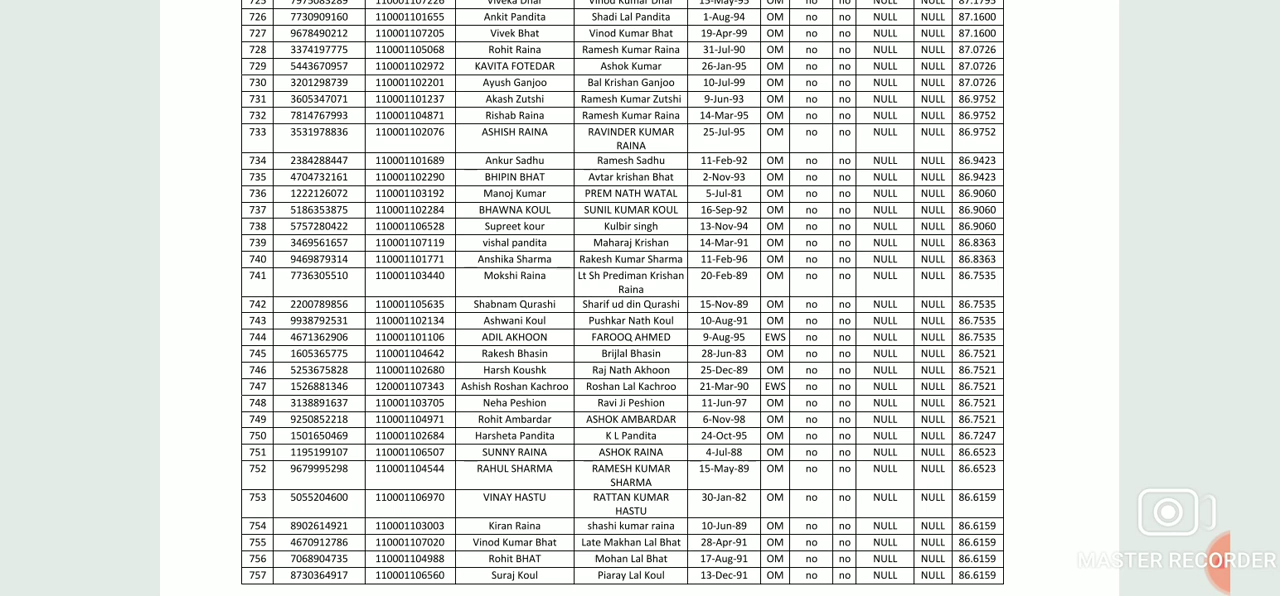 725 7975085289 110001107226 Viveka Dhar Vinod Kumar Dhar 15-May-95 OM no no NULL NULL 87.1793
726 7730909160 110001101655 Ankit Pandita Shadi Lal Pandita 1-Aug-94 OM no no NULL NULL 87.1600
727 9678490212 110001107205 Vivek Bhat Vinod Kumar Bhat 19-Apr-99 OM no no NULL NULL 87.1600
728 3374197775 110001105068 Rohit Raina Ramesh Kumar Raina 31-Jul-90 OM no no NULL NULL 87.0726
729 5443670957 110001102972 KAVITA FOTEDAR Ashok Kumar 26-Jan-95 OM no no NULL NULL 87.0726
730 3201298739 110001102201 Ayush Ganjoo Bal Krishan Ganjoo 10-Jul-99 OM no no NULL NULL 87.0726
731 3605347071 110001101237 Akash Zutshi Ramesh Kumar Zutshi 9-Jun-93 OM no no NULL NULL 86.9752
732 7814767993 110001104871 Rishab Raina Ramesh Kumar Raina 14-Mar-95 OM no no NULL NULL 86.9752
733 3531978836 110001102076 ASHISH RAINA RAVINDER KUMAR 25-Jul-95 OM no no NULL NULL 86.9752
RAINA
734 2384288447 110001101689 Ankur Sadhu Ramesh Sadhu 11-Feb-92 OM no no NULL NULL 86.9423
735 4704732161 110001102290 BHIPIN BHAT Avtar krishan Bhat 2-Nov-93 OM no no NULL NULL 86.9423
736 1222126072 110001103192 Manoj Kumar PREM NATH WATAL 5-Jul-81 OM no no NULL NULL 86.9060
737 5186353875 110001102284 BHAWNA KOUL SUNIL KUMAR KOUL 16-Sep-92 OM no no NULL NULL 86.9060
738 5757280422 110001106528 Supreet kour Kulbir singh 13-Nov-94 OM no no NULL NULL 86.9060
739 3469561657 110001107119 vishal pandita Maharaj Krishan 14-Mar-91 OM no no NULL NULL 86.8363
740 9469879314 110001101771 Anshika Sharma Rakesh Kumar Sharma 11-Feb-96 OM no no NULL NULL 86.8363
741 7736305510 110001103440 Mokshi Raina Lt Sh Prediman Krishan 20-Feb-89 OM no no NULL NULL 86.7535
Raina
742 2200789856 110001105635 Shabnam Qurashi Sharif ud din Qurashi 15-Nov-89 OM no no NULL NULL 86.7535
743 9938792531 110001102134 Ashwani Koul Pushkar Nath Koul 10-Aug-91 OM no no NULL NULL 86.7535
744 4671362906 110001101106 ADIL AKHOON FAROOQ AHMED 9-Aug-95 EWS no no NULL NULL 86.7535
745 1605365775 110001104642 Rakesh Bhasin Brijlal Bhasin 28-Jun-83 OM no no NULL NULL 86.7521
746 5253675828 110001102680 Harsh Koushk Raj Nath Akhoon 25-Dec-89 OM no no NULL NULL 86.7521
747 1526881346 120001107343 Ashish Roshan Kachroo Roshan Lal Kachroo 21-Mar-90 EWS no no NULL NULL 86.7521
748 3138891637 110001103705 Neha Peshion Ravi Ji Peshion 11-Jun-97 OM no no NULL NULL 86.7521
749 9250852218 110001104971 Rohit Ambardar ASHOK AMBARDAR 6-Nov-98 OM no no NULL NULL 86.7521
750 1501650469 110001102684 Harsheta Pandita K L Pandita 24-Oct-95 OM no no NULL NULL 86.7247
751 1195199107 110001106507 SUNNY RAINA ASHOK RAINA 4-Jul-88 OM no no NULL NULL 86.6523
752 9679995298 110001104544 RAHUL SHARMA RAMESH KUMAR 15-May-89 OM no no NULL NULL 86.6523
SHARMA
753 5055204600 110001106970 VINAY HASTU RATTAN KUMAR 30-Jan-82 OM no no NULL NULL 86.6159
HASTU
754 8902614921 110001103003 Kiran Raina shashi kumar raina 10-Jun-89 OM no no NULL NULL 86.6159
755 4670912786 110001107020 Vinod Kumar Bhat Late Makhan Lal Bhat 28-Apr-91 OM no no NULL NULL 86.6159
756 7068904735 110001104988 Rohit BHAT Mohan Lal Bhat 17-Aug-91 OM no no NULL NULL 86.6159
757 8730364917 110001106560 Suraj Koul Piaray Lal Koul 13-Dec-91 OM no no NULL NULL 86.6159
MASTER RECORDER